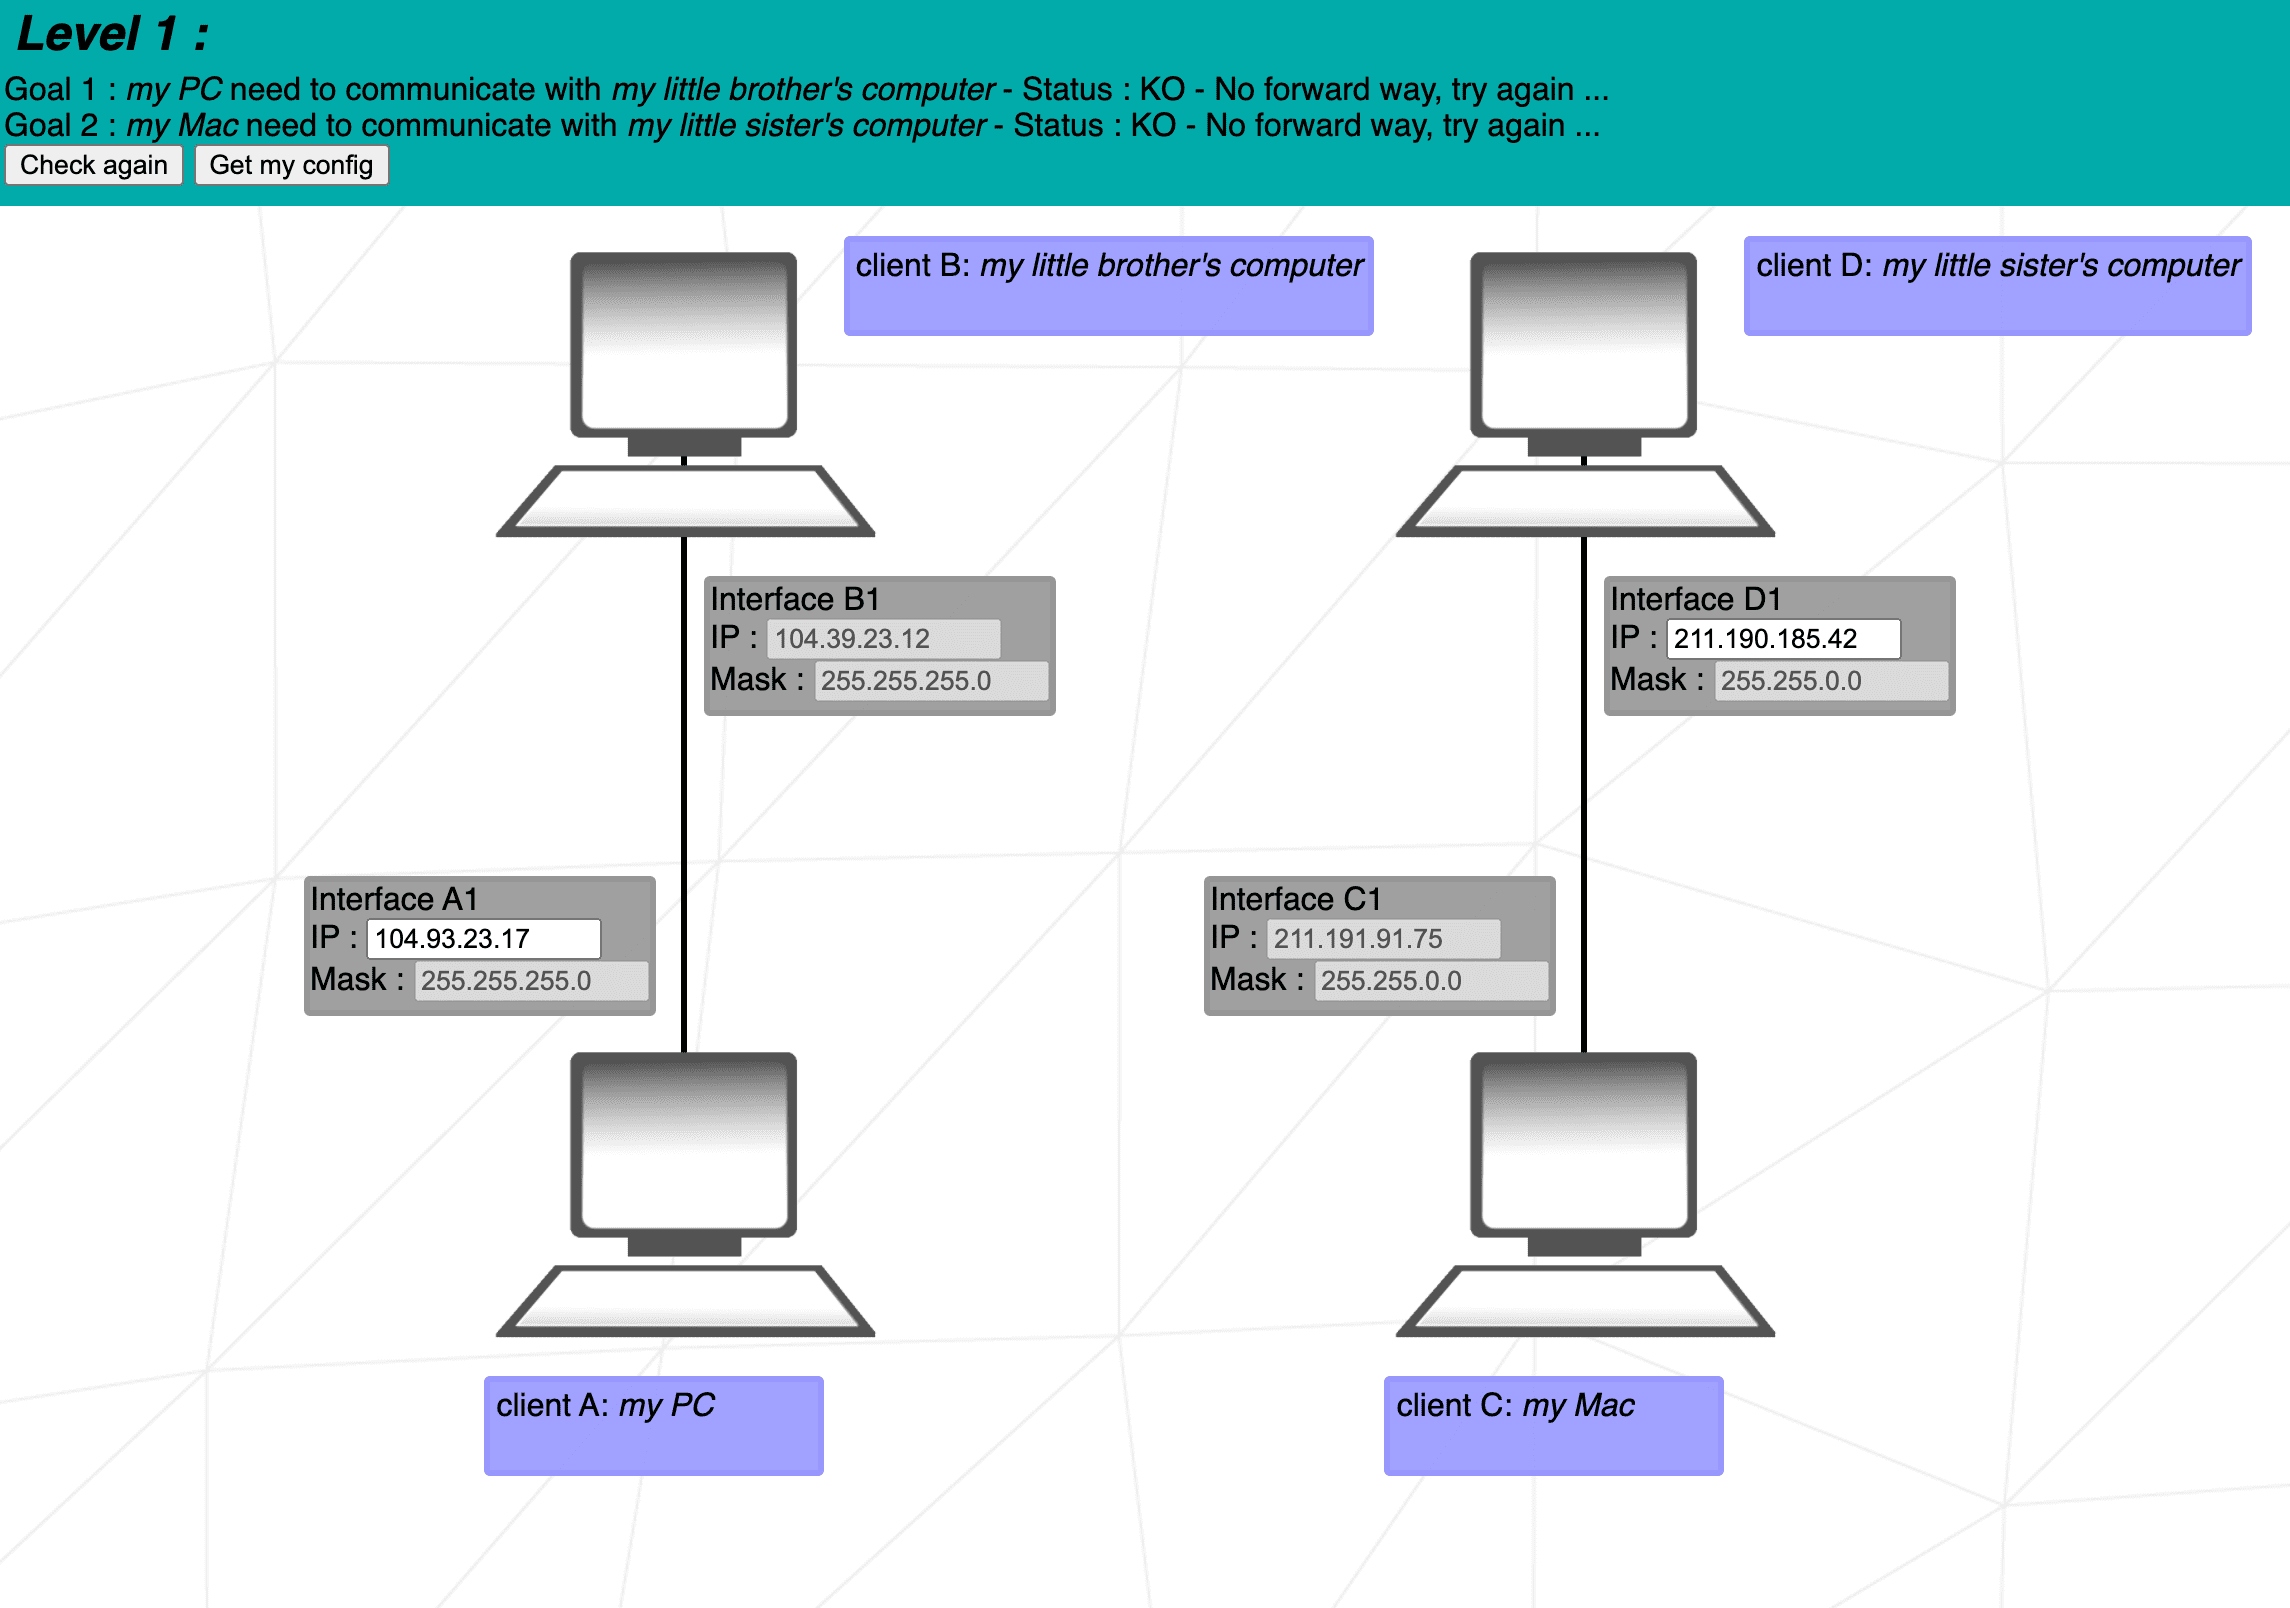 Level 1 :
Goal 1 : my PC need to communicate with my little brother's computer - Status : KO - No forward way, try again ...
Goal 2 : my Mac need to communicate with my little sister's computer - Status : KO - No forward way, try again ...
Check again Get my config
client B: my little brother's computer
client D: my little sister's computer
Interface B1
IP : 104.39.23.12
Mask : 255.255.255.0
Interface D1
IP : 211.190.185.42
Mask : 255.255.0.0
Interface A1
IP : 104.93.23.17
Mask : 255.255.255.0
Interface C1
IP : 211.191.91.75
Mask : 255.255.0.0
client A: my PC
client C: my Mac